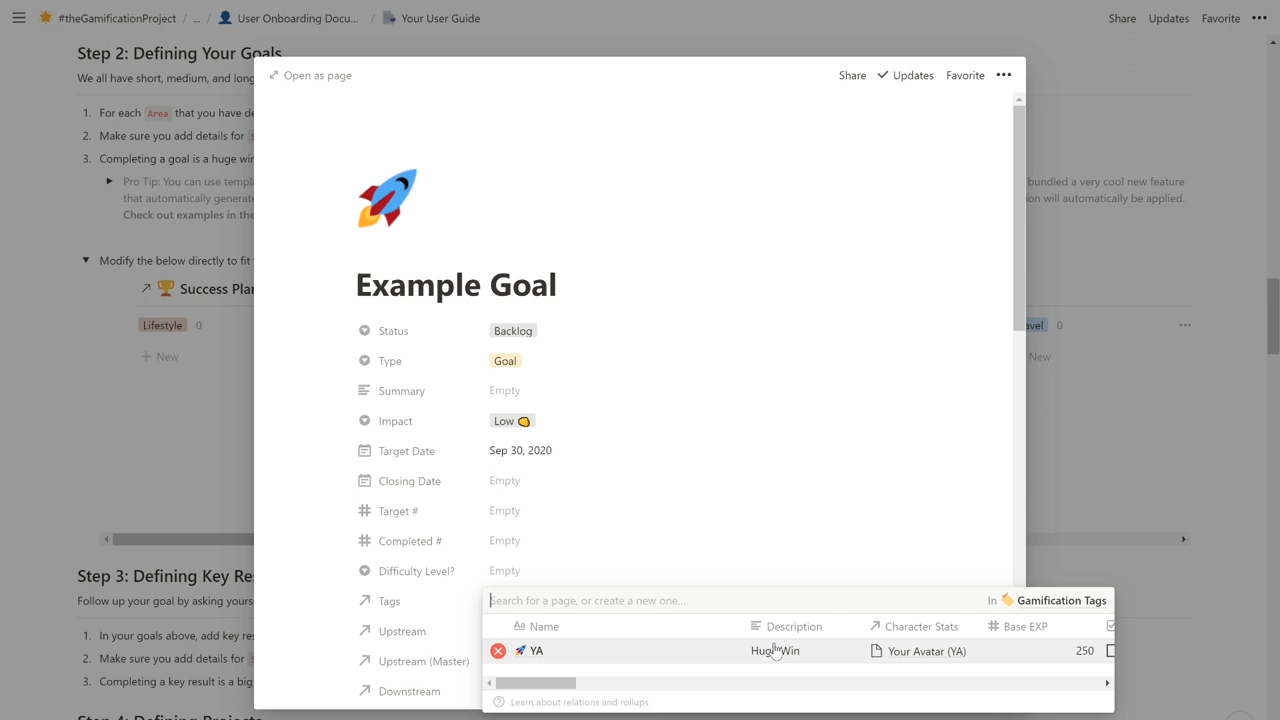 #theGamificationProject / ... / User Onboarding Docu... / Your User Guide
Share Updates Favorite
Step 2: Defining Your Goals
We all have short, medium, and long
1. For each Area that you have de
2. Make sure you add details for
3. Completing a goal is a huge win
Pro Tip: You can use templa
bundled a very cool new feature
that automatically generate
ion will automatically be applied.
Check out examples in the
Modify the below directly to fit
Success Plan
Lifestyle 0
avel 0
New
New
Step 3: Defining Key Res
Follow up your goal by asking yours
1. In your goals above, add key res
2. Make sure you add details for
3. Completing a key result is a big
Open as page
Share Updates Favorite
Example Goal
Status Backlog
Type Goal
Summary Empty
Impact Low
Target Date Sep 30, 2020
Closing Date Empty
Target # Empty
Completed # Empty
Difficulty Level? Empty
Tags
Upstream
Upstream (Master)
Downstream
Search for a page, or create a new one... In Gamification Tags
Name Description Character Stats Base EXP
YA Huge Win Your Avatar (YA) 250
Learn about relations and rollups